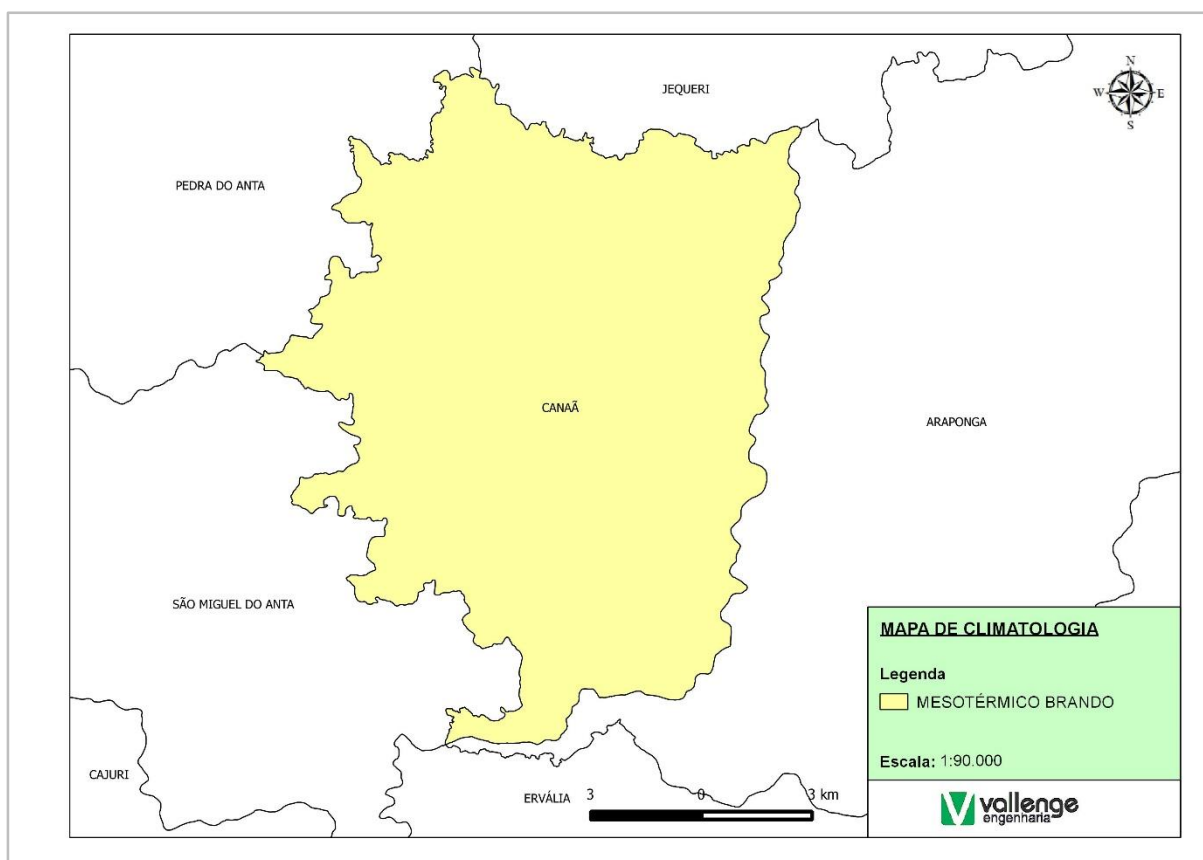 JEQUERI
N
W E
S
PEDRA DO ANTA
CANAÃ
ARAPONGA
SÃO MIGUEL DO ANTA
MAPA DE CLIMATOLOGIA
Legenda
MESOTÉRMICO BRANDO
Escala: 1:90.000
CAJURI
ERVÁLIA
3 0 3 km
vallenge
engenharia